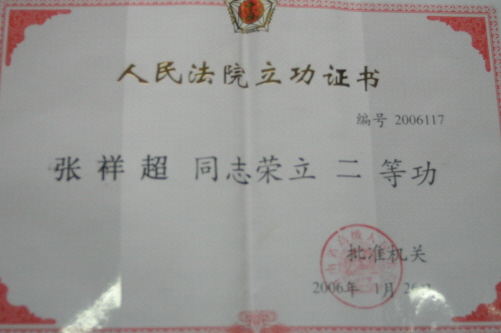 人民法院立功证书
编号 2006117
张祥超 同志荣立 二 等功
批准机关
2006年 1月 26